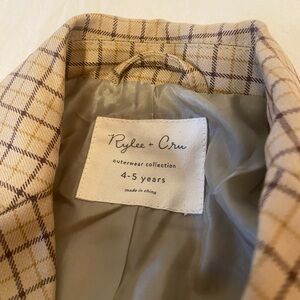 Rylee + Cru
outerwear collection
4-5 years
made in china